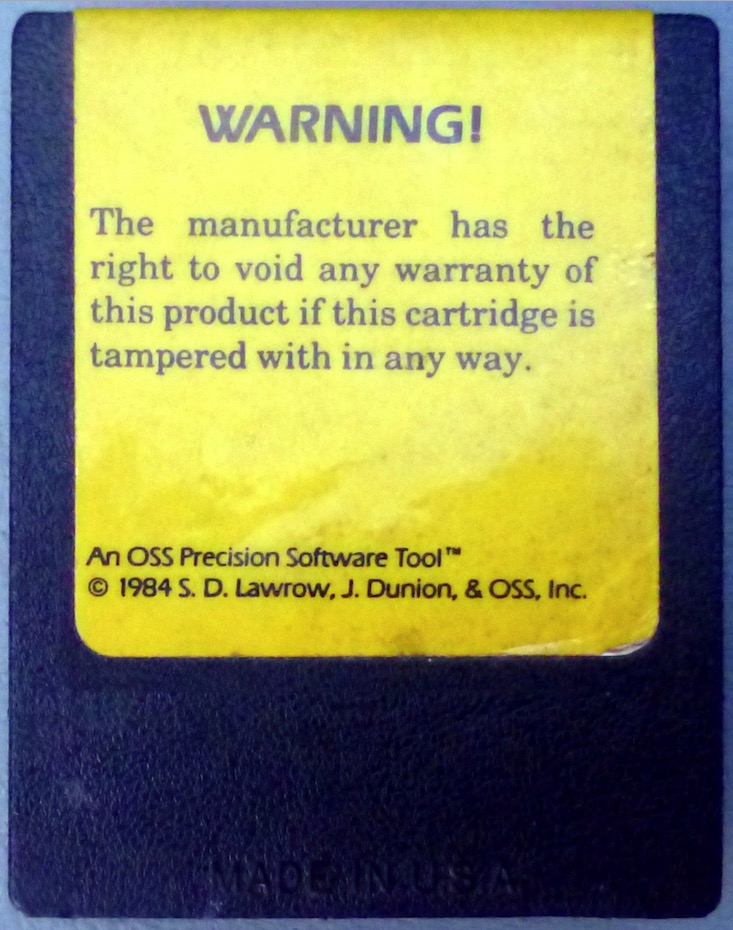 WARNING!
The manufacturer has the
right to void any warranty of
this product if this cartridge is
tampered with in any way.
An OSS Precision Software Tool™
© 1984 S. D. Lawrow, J. Dunion, & OSS, Inc.
MADE IN U.S.A.